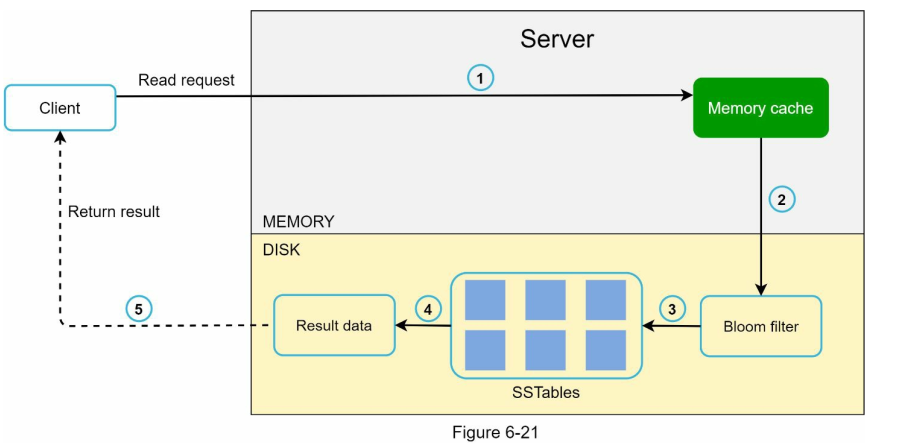 Server
Read request
1
Client
Memory cache
2
Return result
MEMORY
DISK
5
Result data
4
3
Bloom filter
SSTables
Figure 6-21